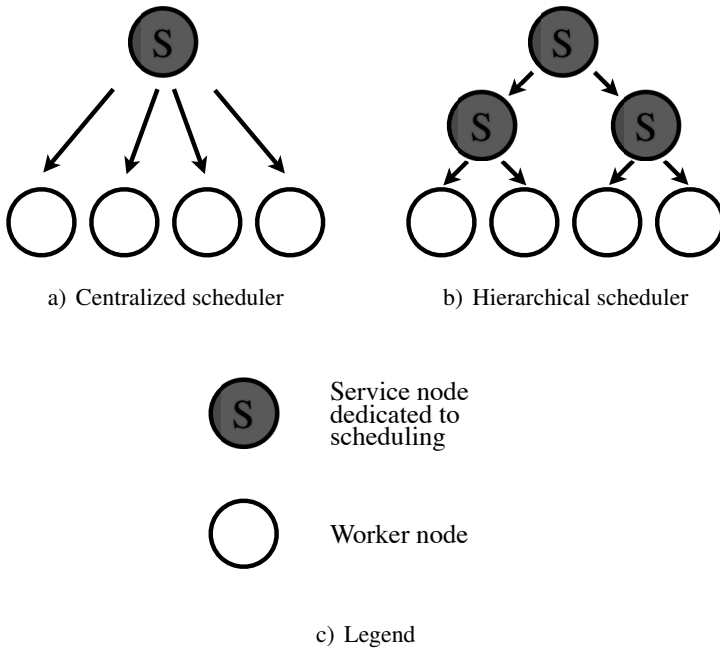 S
S
S
S
a) Centralized scheduler
b) Hierarchical scheduler
S
Service node
dedicated to
scheduling
Worker node
c) Legend